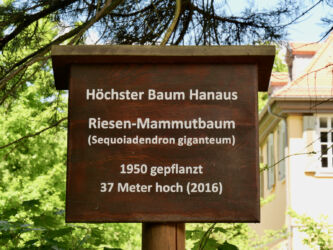 Höchster Baum Hanaus
Riesen-Mammutbaum
(Sequoiadendron giganteum)
1950 gepflanzt
37 Meter hoch (2016)